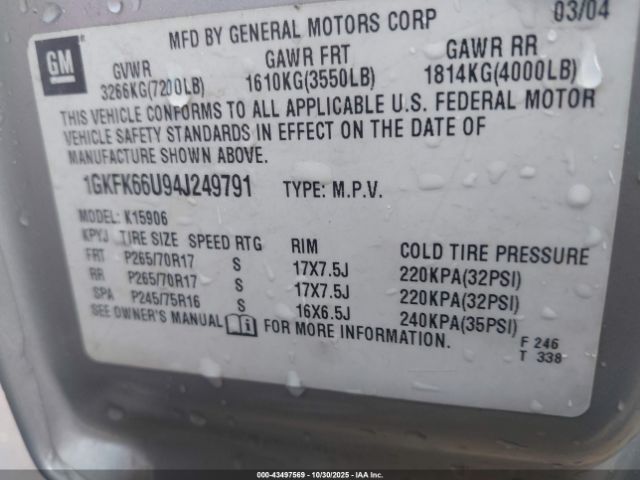 GM
MFD BY GENERAL MOTORS CORP 03/04
GVWR GAWR FRT GAWR RR
3266KG(7200LB) 1610KG(3550LB) 1814KG(4000LB)
THIS VEHICLE CONFORMS TO ALL APPLICABLE U.S. FEDERAL MOTOR
VEHICLE SAFETY STANDARDS IN EFFECT ON THE DATE OF
MANUFACTURE SHOWN ABOVE.
1GKFK66U94J249791 TYPE: M.P.V.
MODEL: K15906
KPYJ TIRE SIZE SPEED RTG RIM COLD TIRE PRESSURE
FRT P265/70R17 S 17X7.5J 220KPA(32PSI)
RR P265/70R17 S 17X7.5J 220KPA(32PSI)
SPA P245/75R16 S 16X6.5J 240KPA(35PSI)
SEE OWNER'S MANUAL i FOR MORE INFORMATION.
F 246
T 338
000-43497569 - 10/30/2025 - IAAI.COM